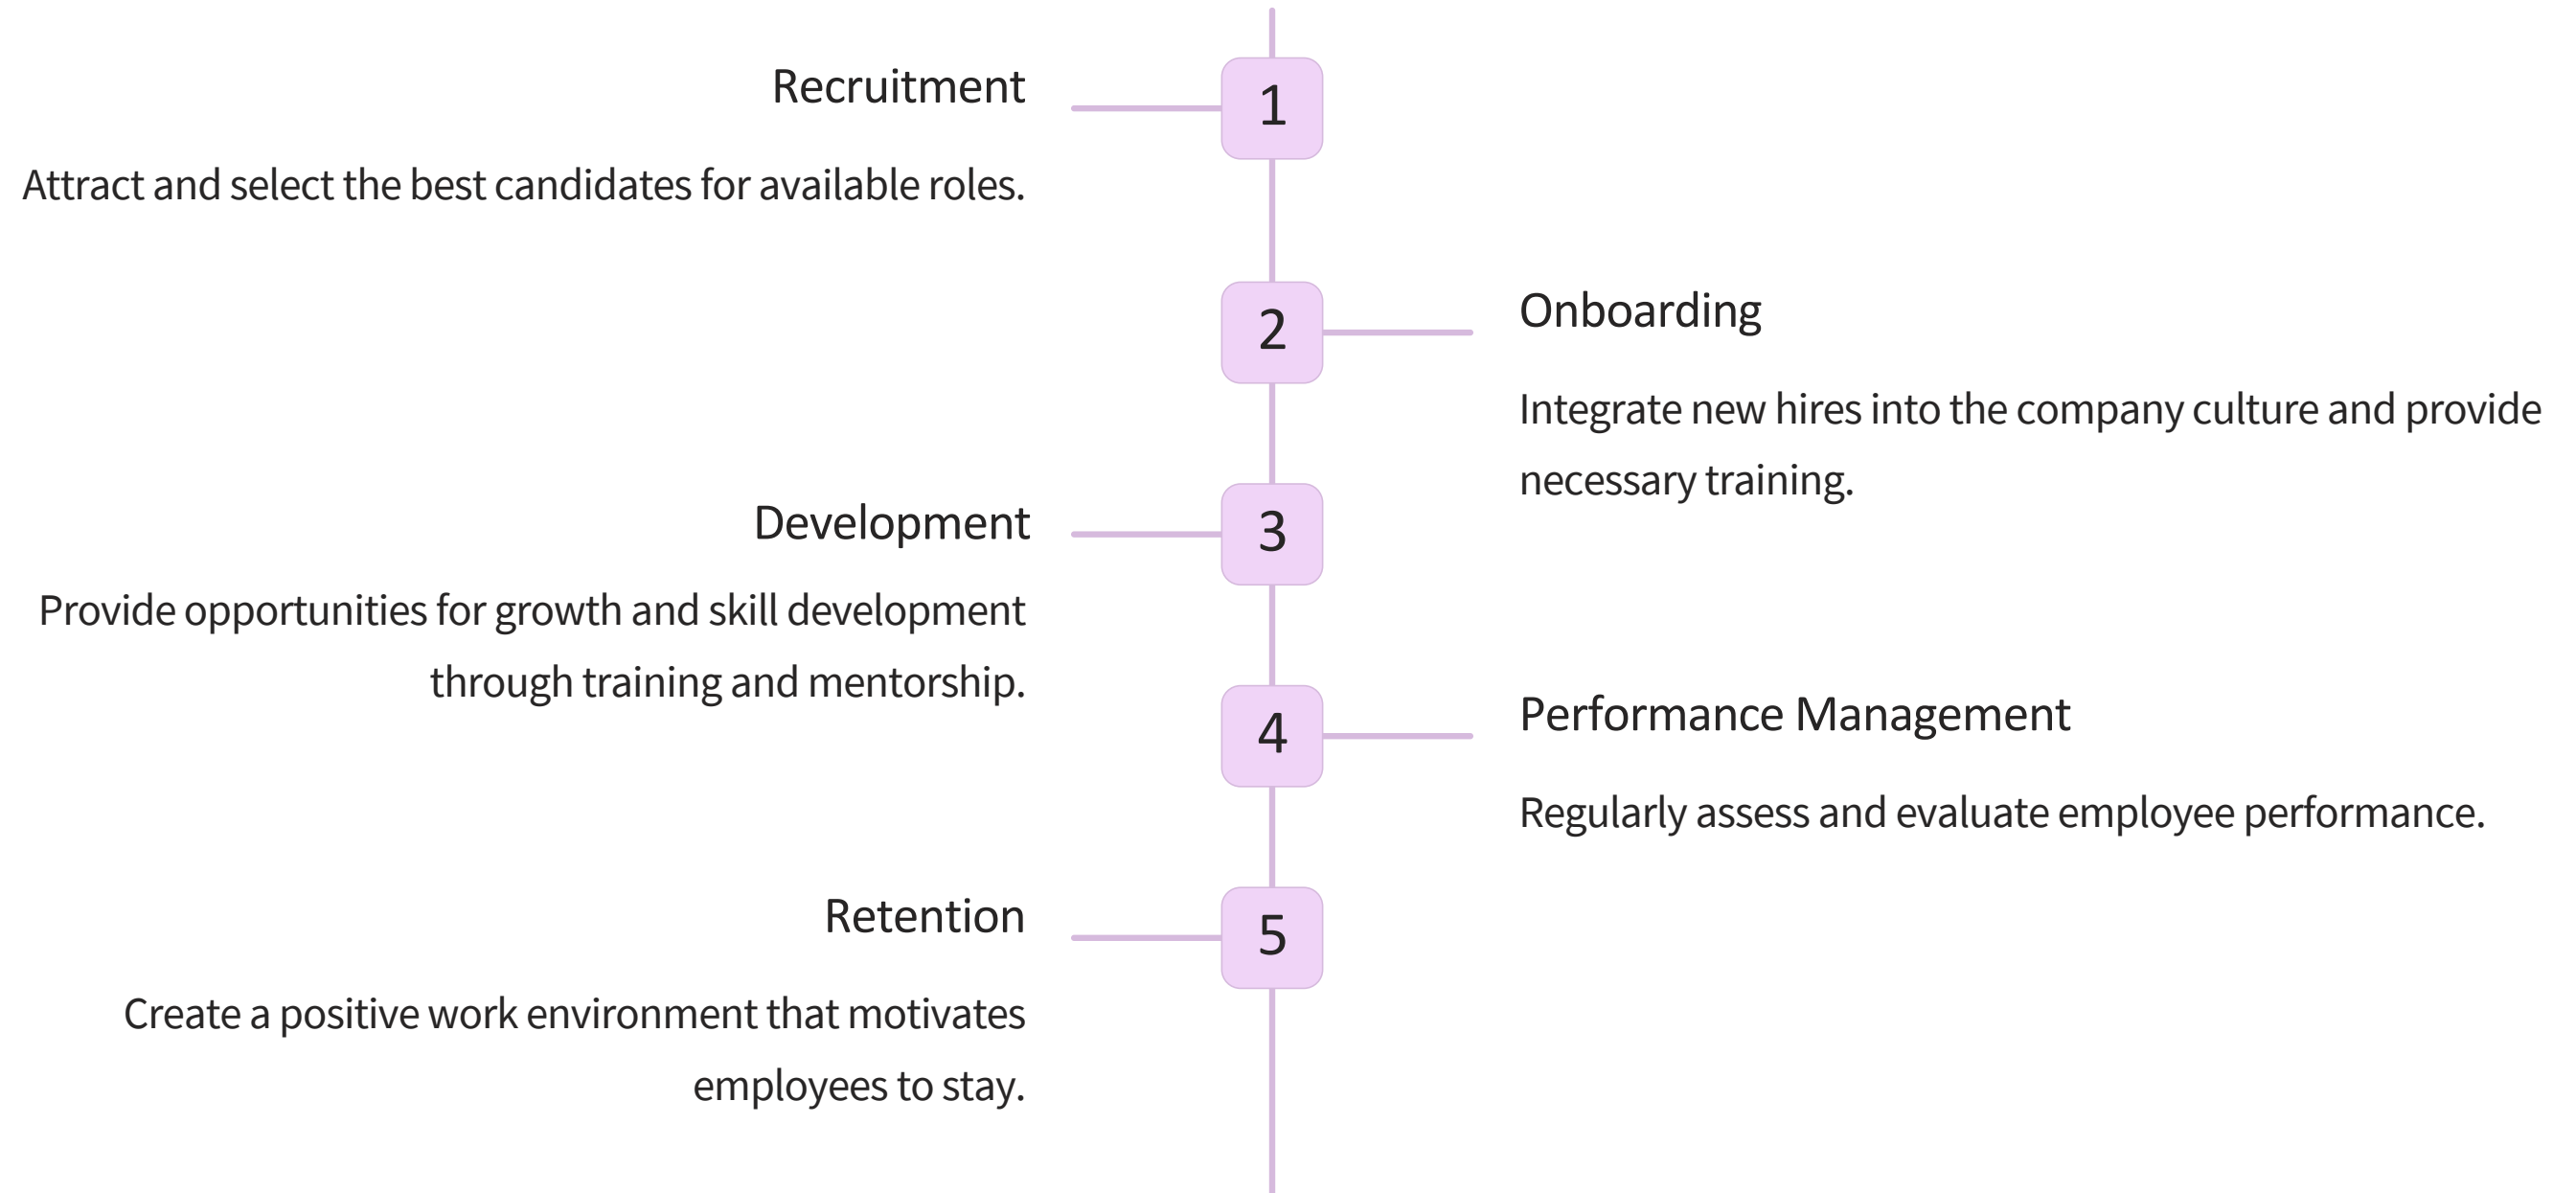 Recruitment
1
Attract and select the best candidates for available roles.
2
Onboarding
Integrate new hires into the company culture and provide
necessary training.
Development
3
Provide opportunities for growth and skill development
through training and mentorship.
4
Performance Management
Regularly assess and evaluate employee performance.
Retention
5
Create a positive work environment that motivates
employees to stay.